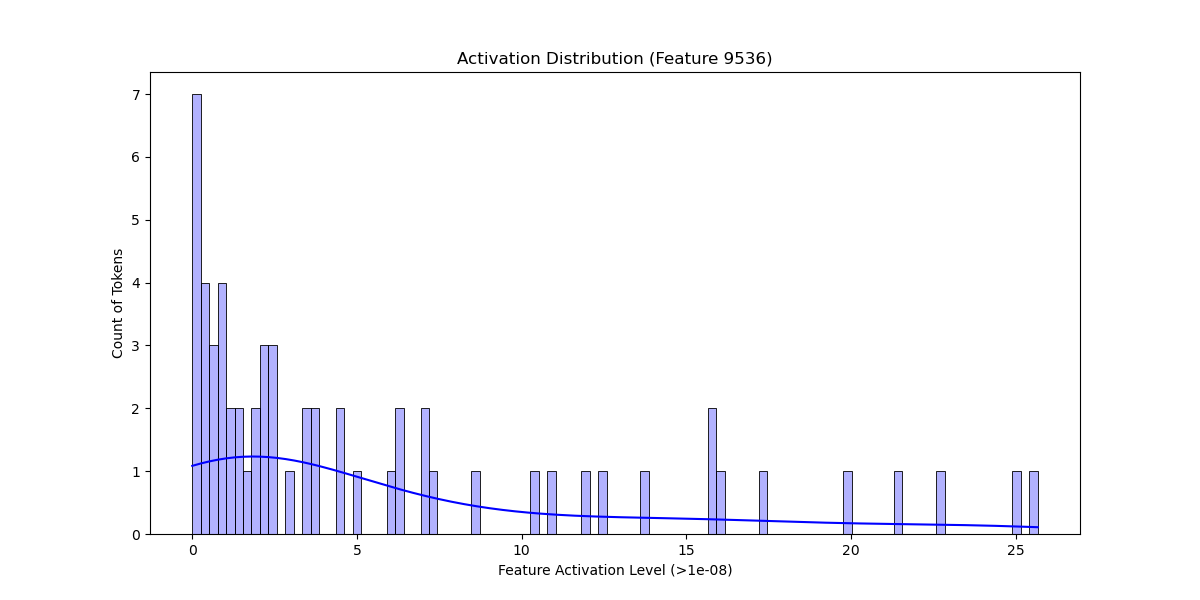 Activation Distribution (Feature 9536)
7
6
5
4
3
2
1
0
Count of Tokens
0 5 10 15 20 25
Feature Activation Level (>1e-08)